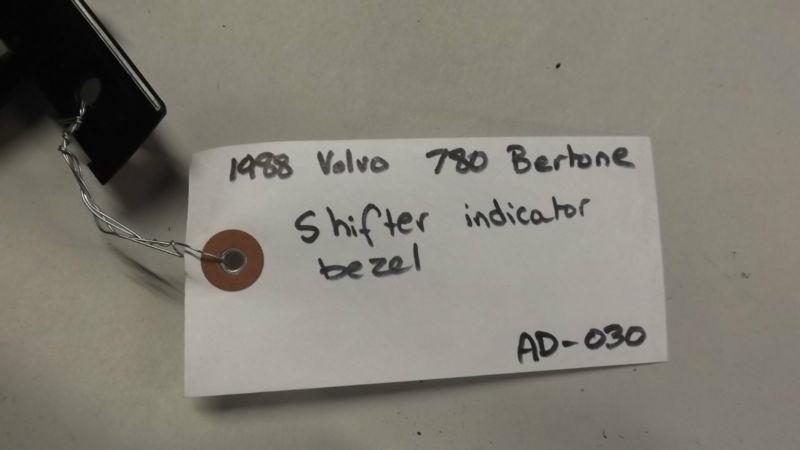 1988 Volvo 780 Bertone
Shifter indicator
bezel
AD-030